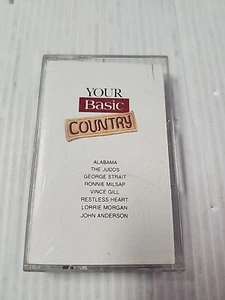 YOUR
Basic
COUNTRY
ALABAMA
THE JUDDS
GEORGE STRAIT
RONNIE MILSAP
VINCE GILL
RESTLESS HEART
LORRIE MORGAN
JOHN ANDERSON